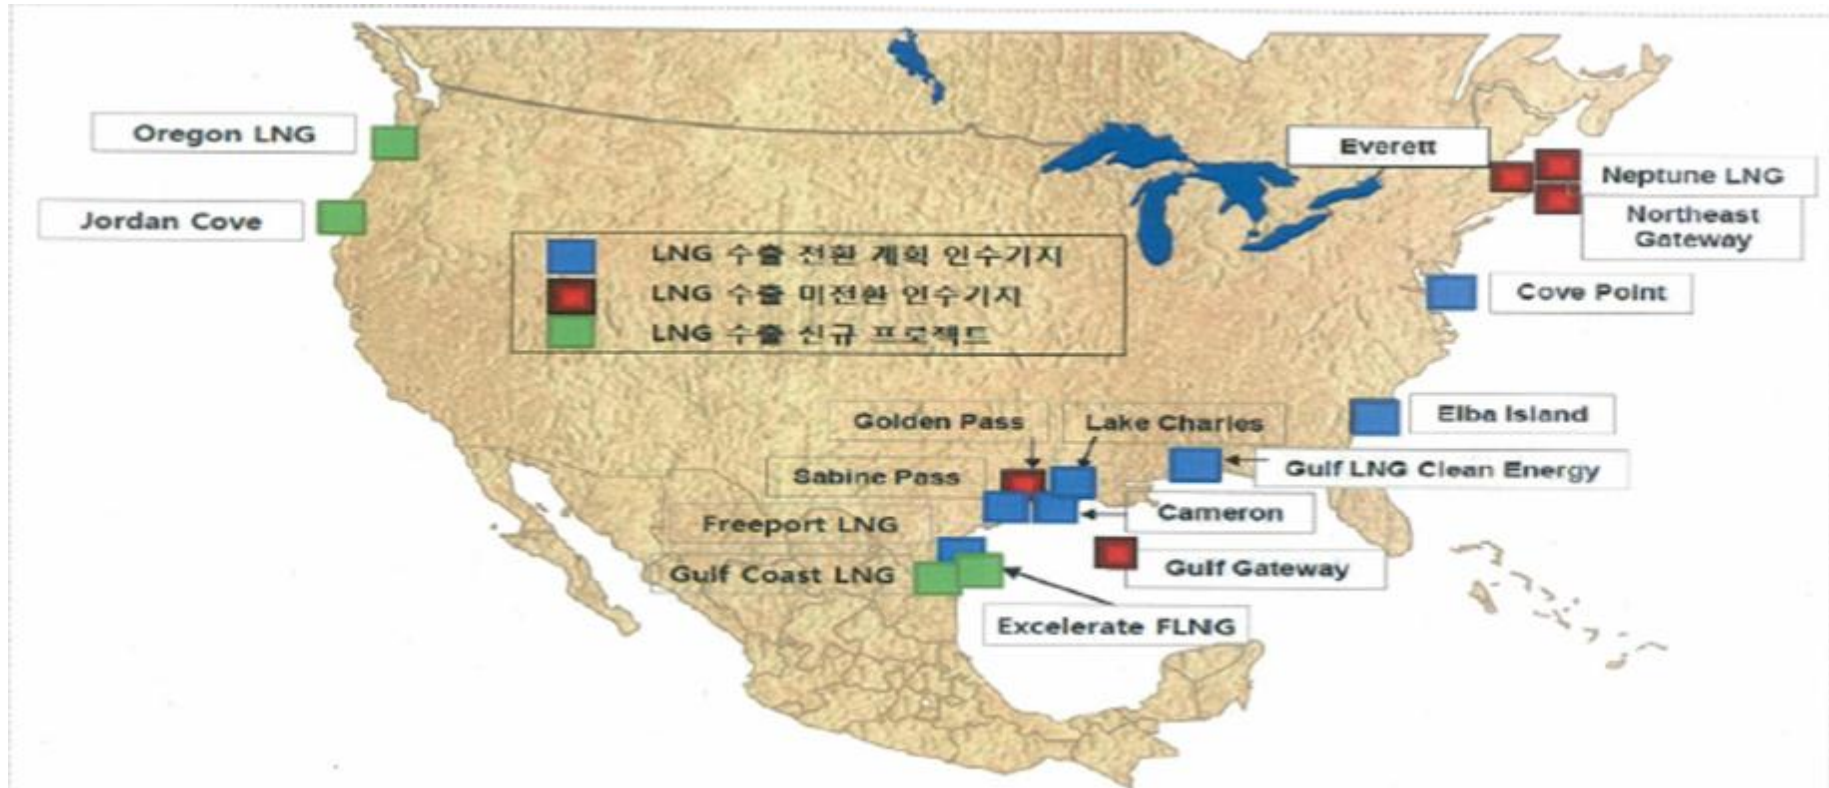 Oregon LNG
Everett
Neptune LNG
Jordan Cove
Northeast
Gateway
LNG 수출 전환 계획 인수기지
LNG 수출 미전환 인수기지
LNG 수출 신규 프로젝트
Cove Point
Golden Pass
Lake Charles
Elba Island
Sabine Pass
Gulf LNG Clean Energy
Freeport LNG
Cameron
Gulf Coast LNG
Gulf Gateway
Excelerate FLNG